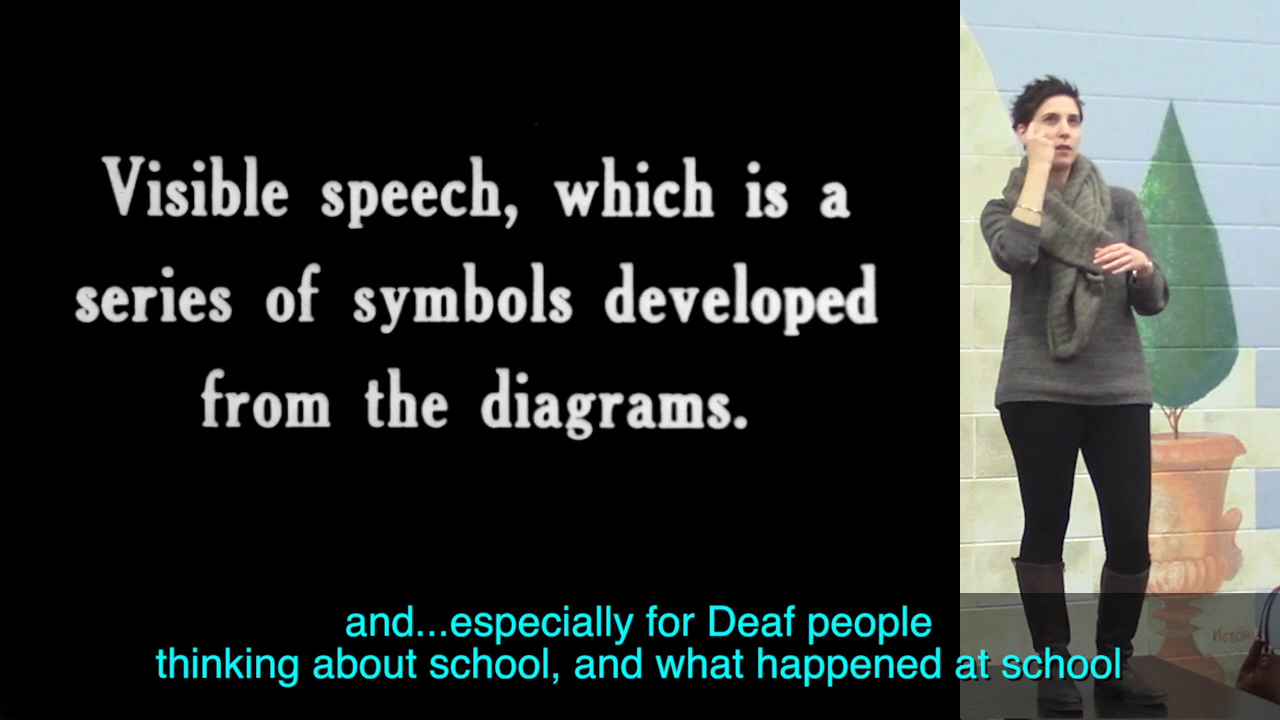 Visible speech, which is a
series of symbols developed
from the diagrams.
and...especially for Deaf people
thinking about school, and what happened at school